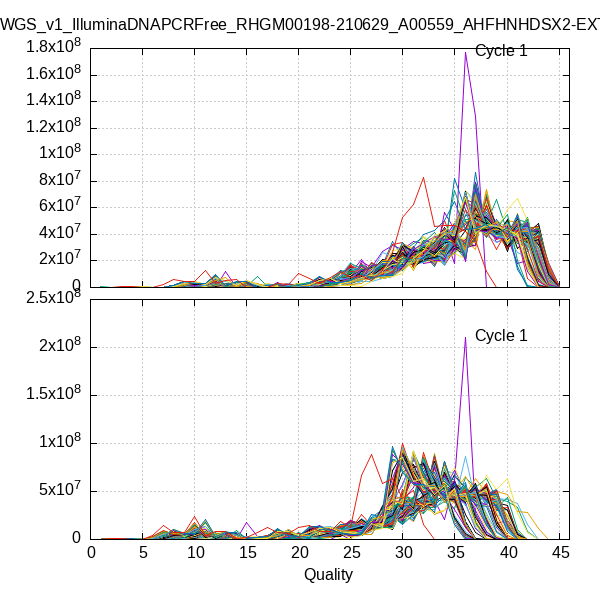 WGS_v1_IlluminaDNAPCRFree_RHGM00198-210629_A00559_AHFHNHDSX2-EXT
1.8x10⁸
Cycle 1
1.6x10⁸
1.4x10⁸
1.2x10⁸
1x10⁸
8x10⁷
6x10⁷
4x10⁷
2x10⁷
0
2.5x10⁸
Cycle 1
2x10⁸
1.5x10⁸
1x10⁸
5x10⁷
0
0 5 10 15 20 25 30 35 40 45
Quality